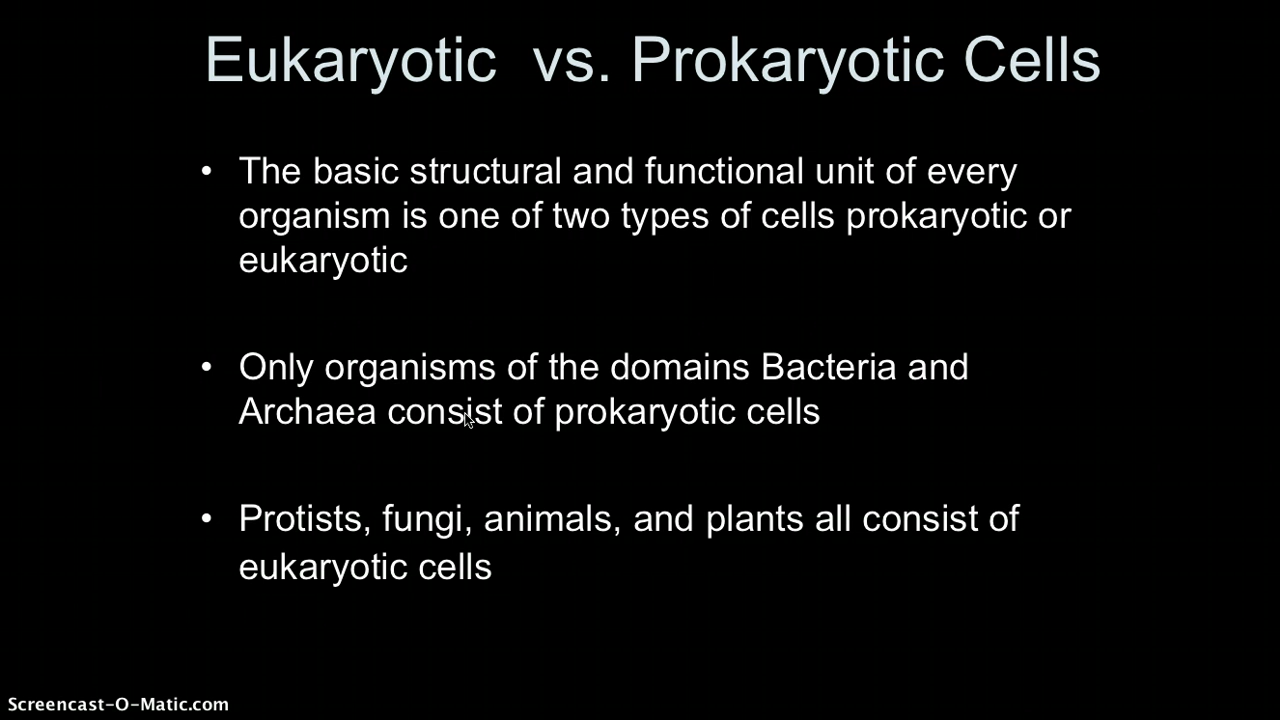 Eukaryotic vs. Prokaryotic Cells
• The basic structural and functional unit of every
organism is one of two types of cells prokaryotic or
eukaryotic
• Only organisms of the domains Bacteria and
Archaea consist of prokaryotic cells
• Protists, fungi, animals, and plants all consist of
eukaryotic cells
Screencast-O-Matic.com